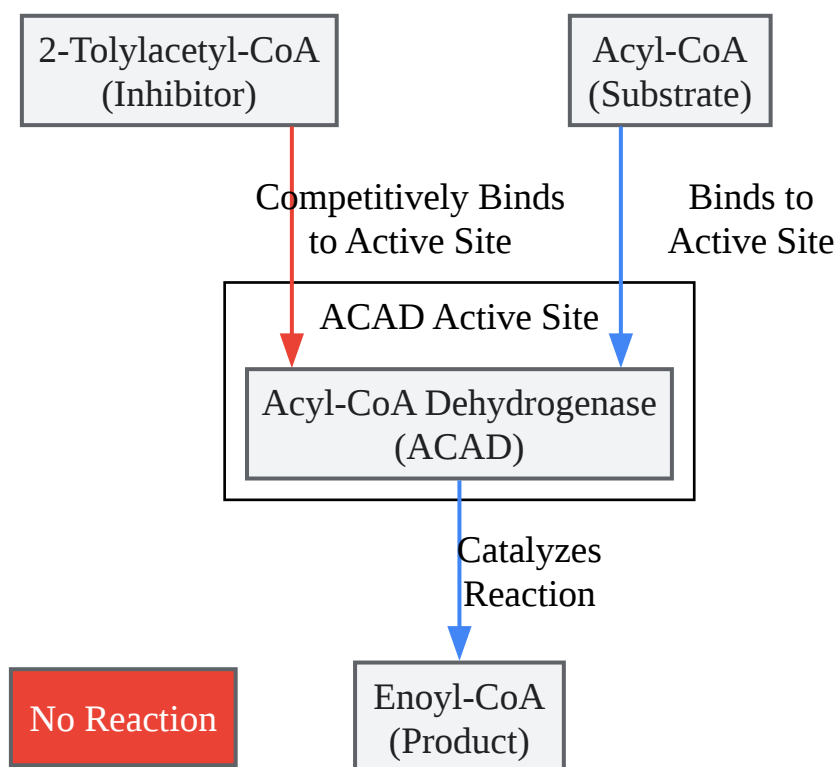 2-Tolylacetyl-CoA
(Inhibitor)
Acyl-CoA
(Substrate)
Competitively Binds
to Active Site
Binds to
Active Site
ACAD Active Site
Acyl-CoA Dehydrogenase
(ACAD)
Catalyzes
Reaction
No Reaction
Enoyl-CoA
(Product)